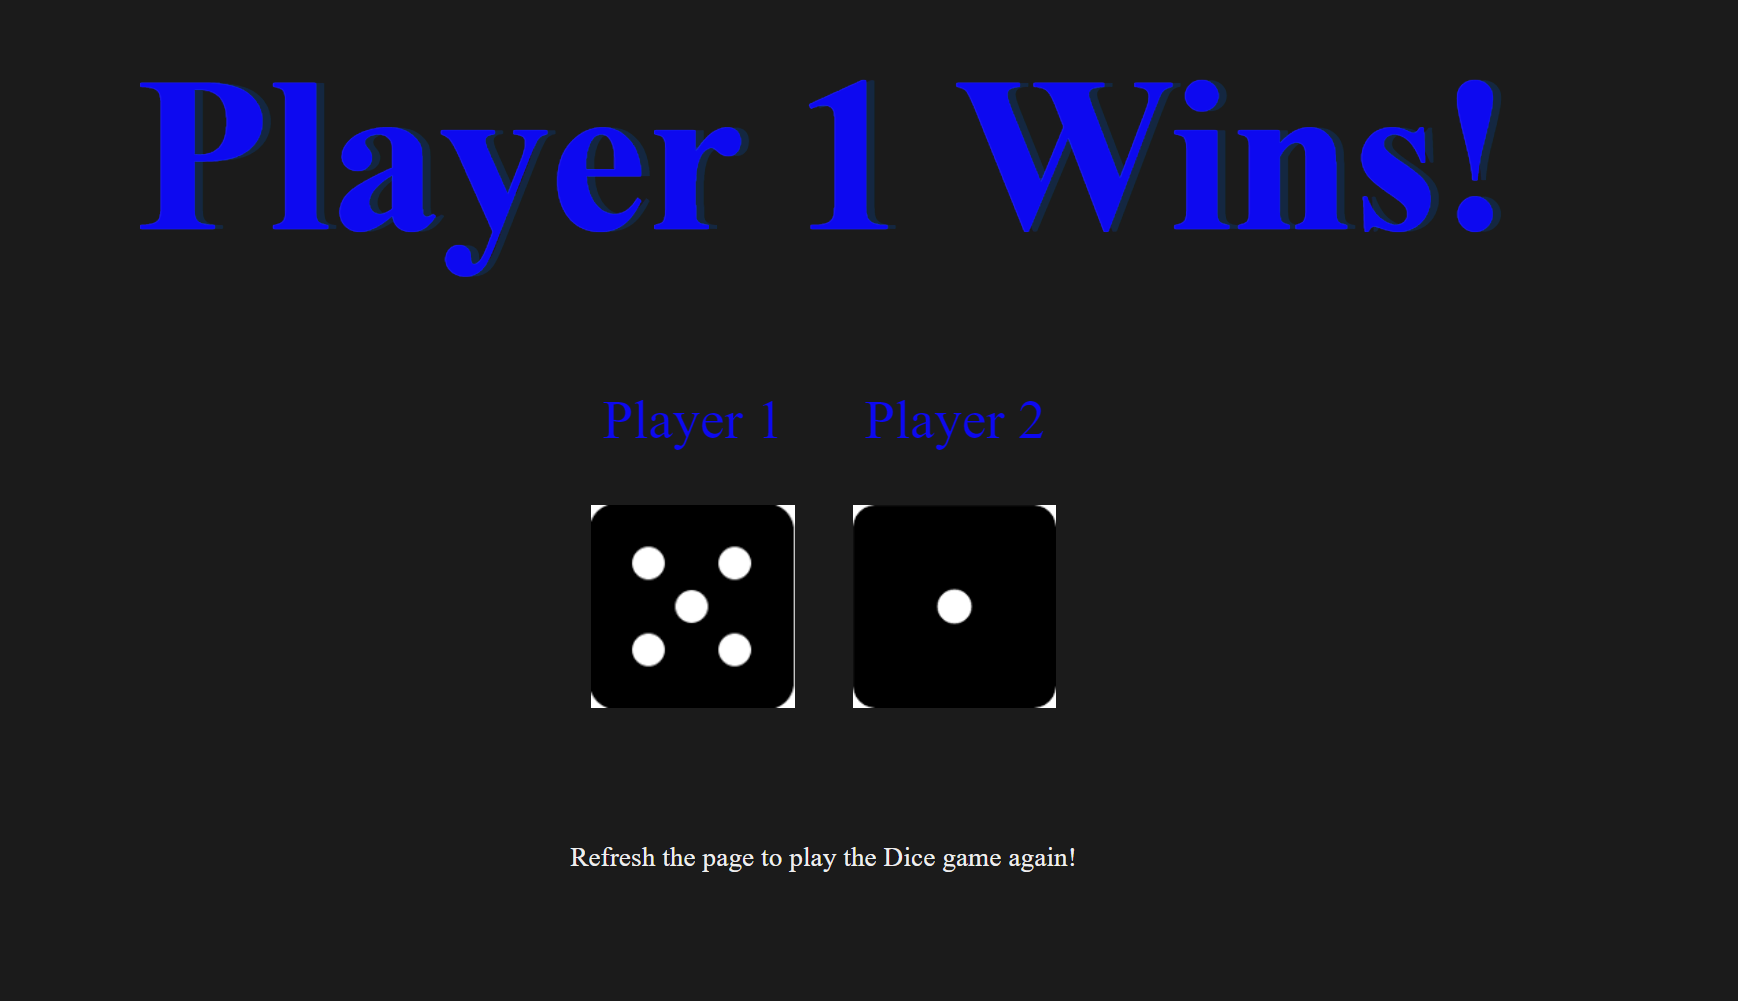 Player 1 Wins!
Player 1 Player 2
Refresh the page to play the Dice game again!